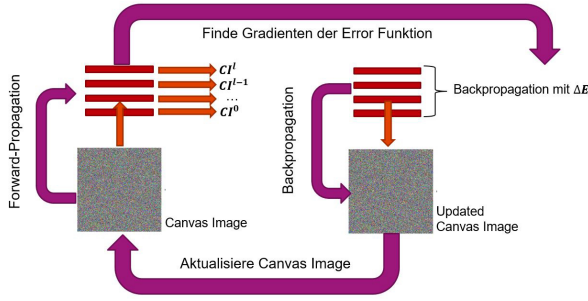 Finde Gradienten der Error Funktion
CI^l
CI^{l-1}
...
CI^0
Forward-Propagation
Canvas Image
Backpropagation
Backpropagation mit ΔE
Updated
Canvas Image
Aktualisiere Canvas Image